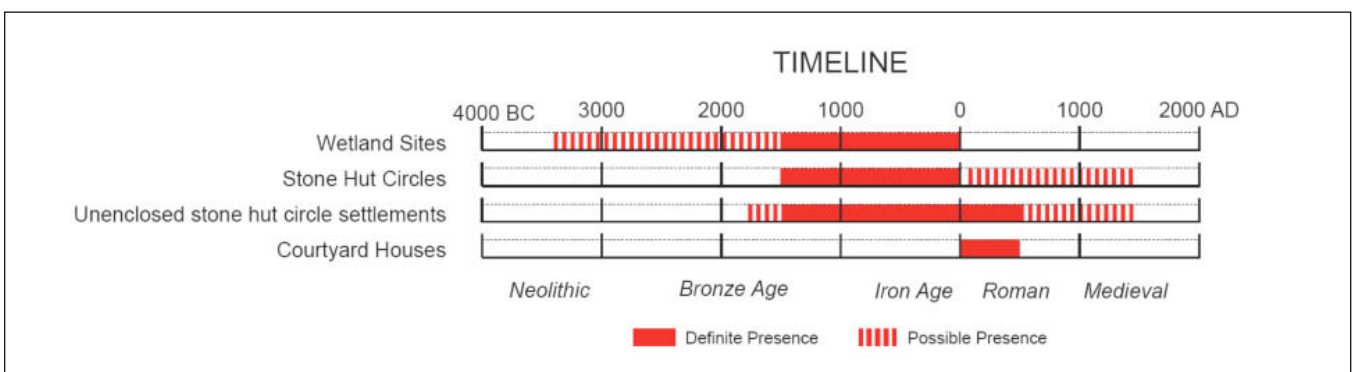 TIMELINE
4000 BC 3000 2000 1000 0 1000 2000 AD
Wetland Sites
Stone Hut Circles
Unenclosed stone hut circle settlements
Courtyard Houses
Neolithic Bronze Age Iron Age Roman Medieval
Definite Presence Possible Presence